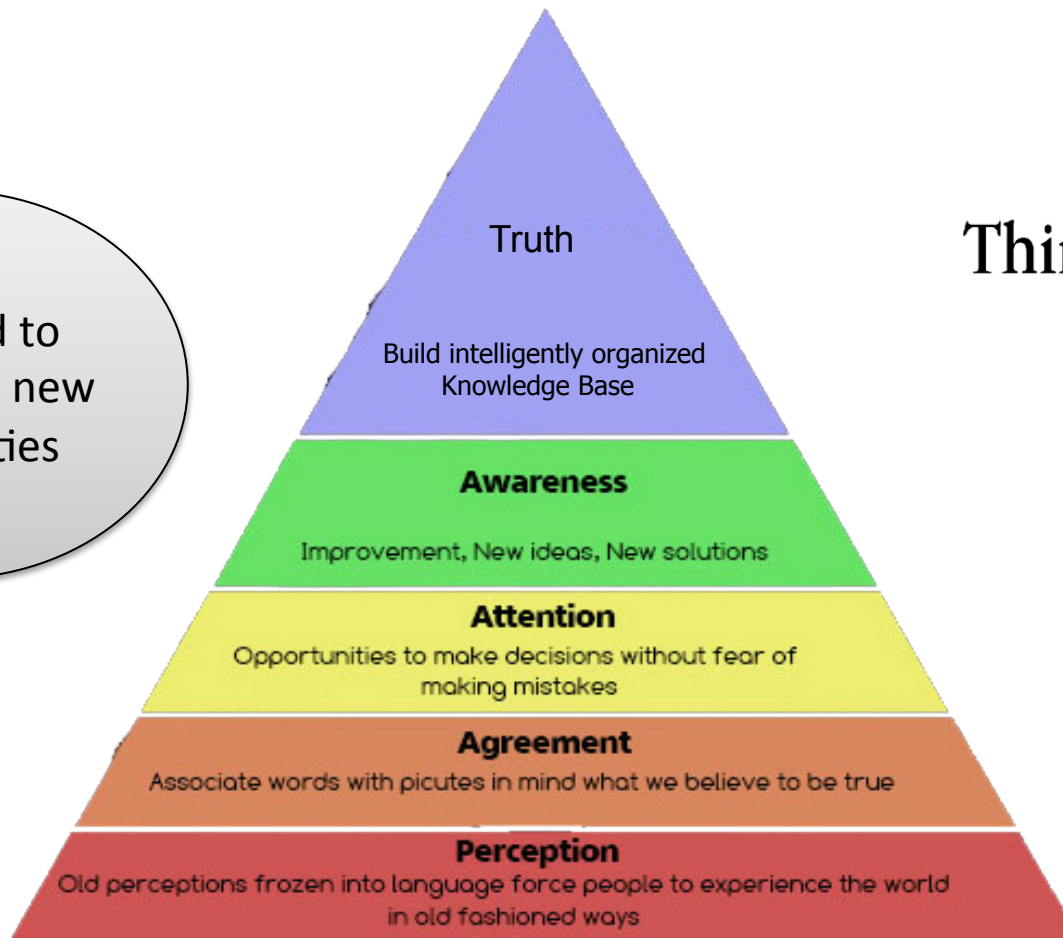 d to
new
ties
Truth
Build intelligently organized
Knowledge Base
Thi
Awareness
Improvement, New ideas, New solutions
Attention
Opportunities to make decisions without fear of
making mistakes
Agreement
Associate words with picutes in mind what we believe to be true
Perception
Old perceptions frozen into language force people to experience the world
in old fashioned ways